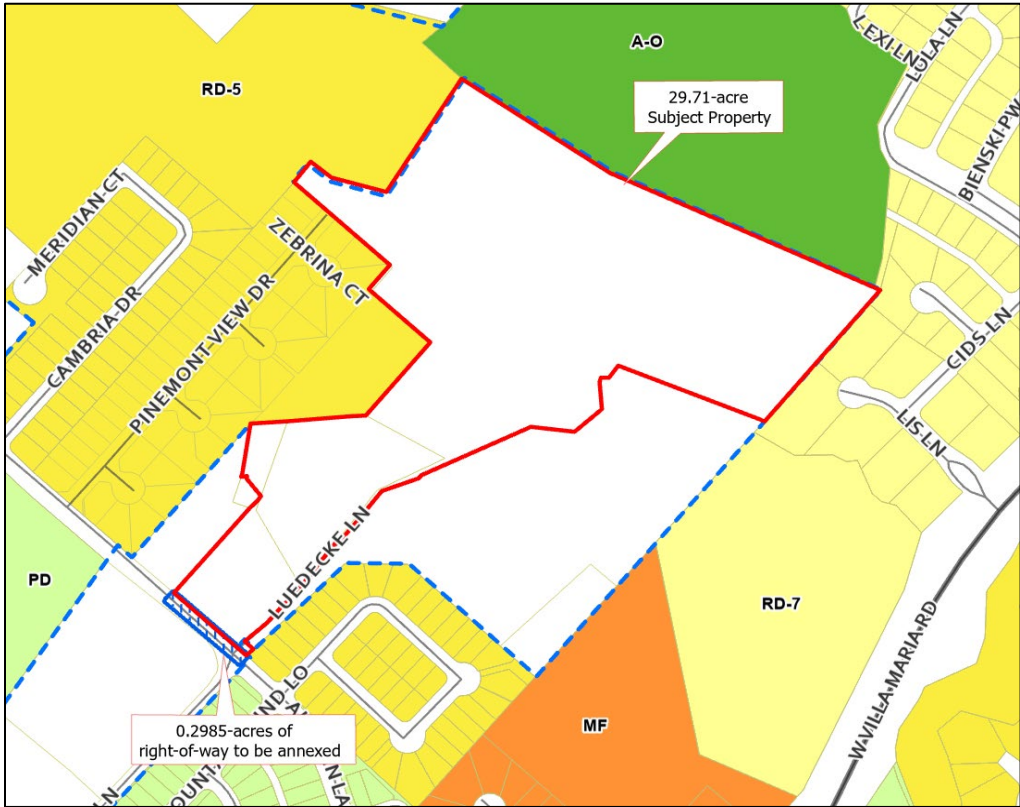 A-O
LEXI LN
LOLA LN
RD-5
29.71-acre
Subject Property
BIENSKI PW
MERIDIAN CT
ZEBRINA CT
CAMBRIA DR
PINEMONT VIEW DR
CIDS LN
LIS LN
LUEDECKE LN
PD
RD-7
W VILLA MARIA RD
0.2985-acres of
right-of-way to be annexed
MF
LN